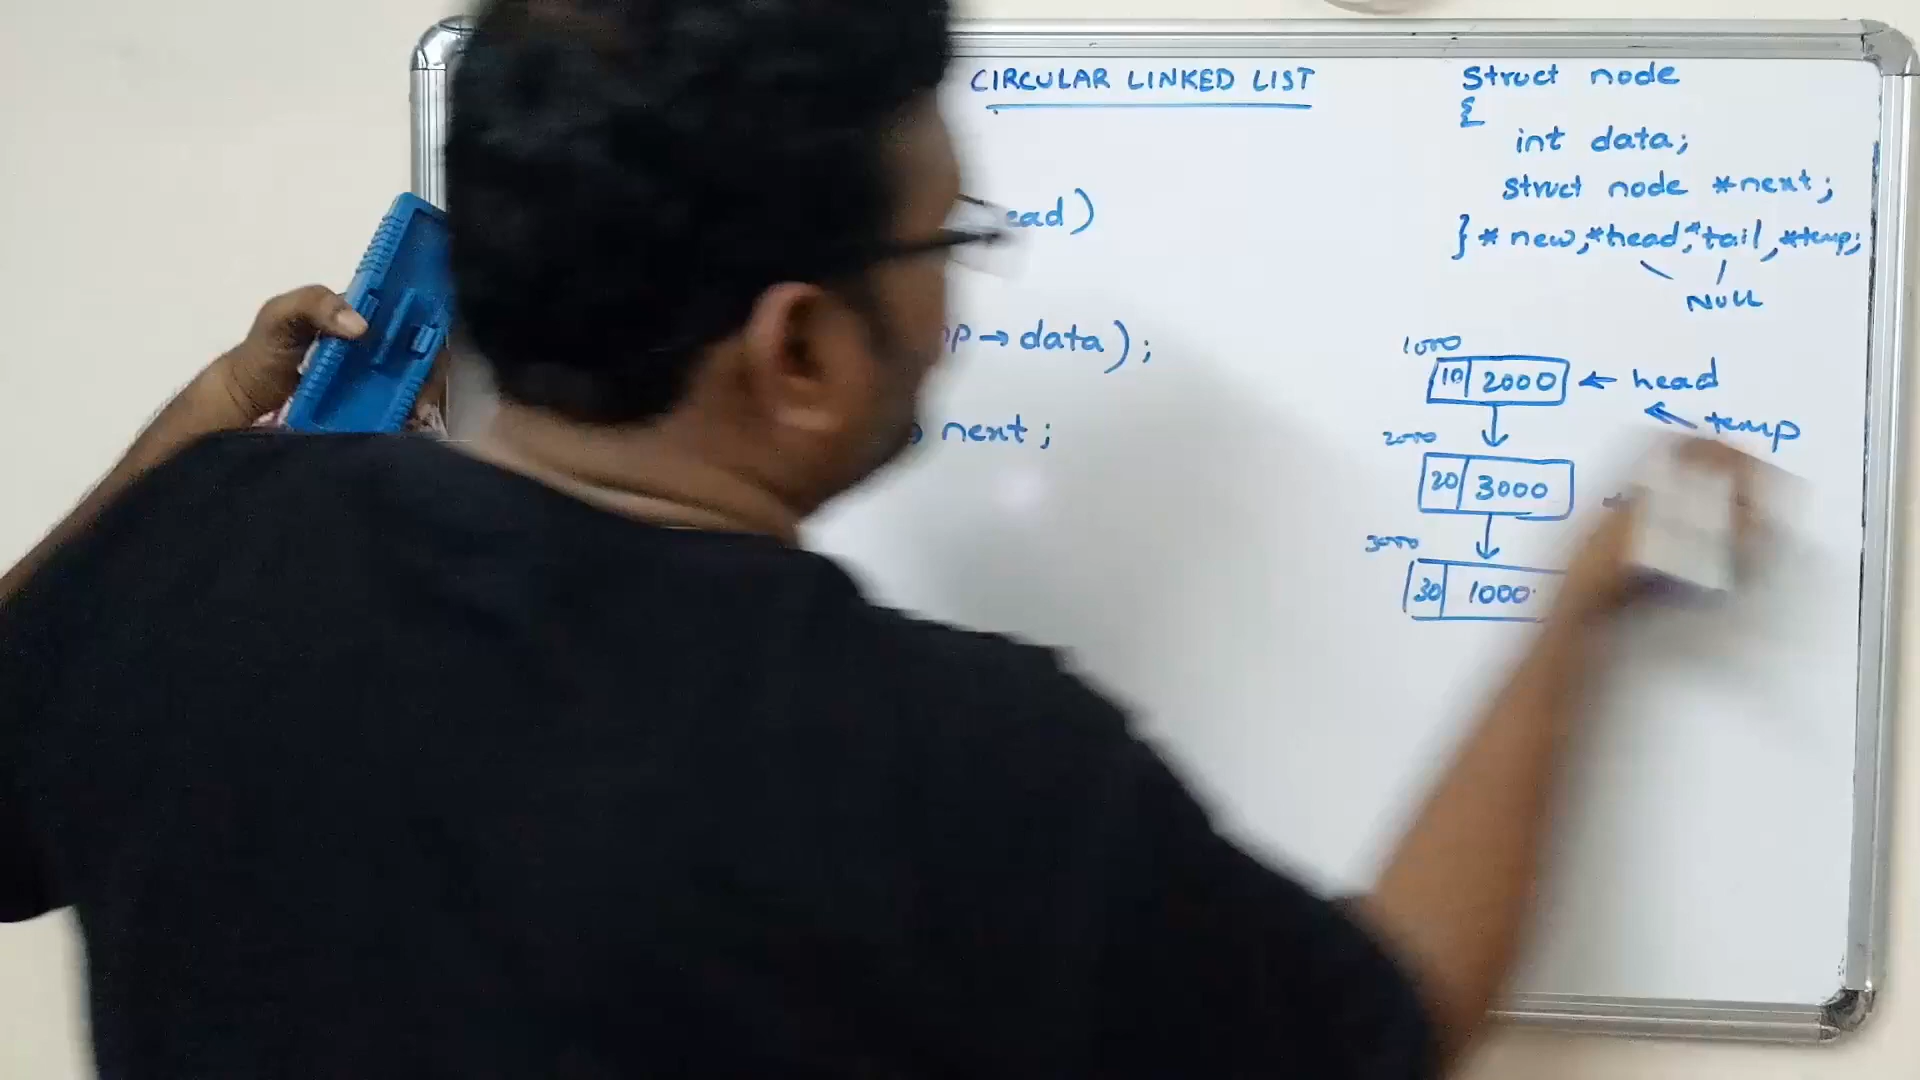 CIRCULAR LINKED LIST
ead)
p→data);
next;
struct node
{
int data;
struct node *next;
}*new,*head,*tail,*temp;
NULL
1000
10 2000 ← head
← temp
2000
20 3000
3000
30 1000